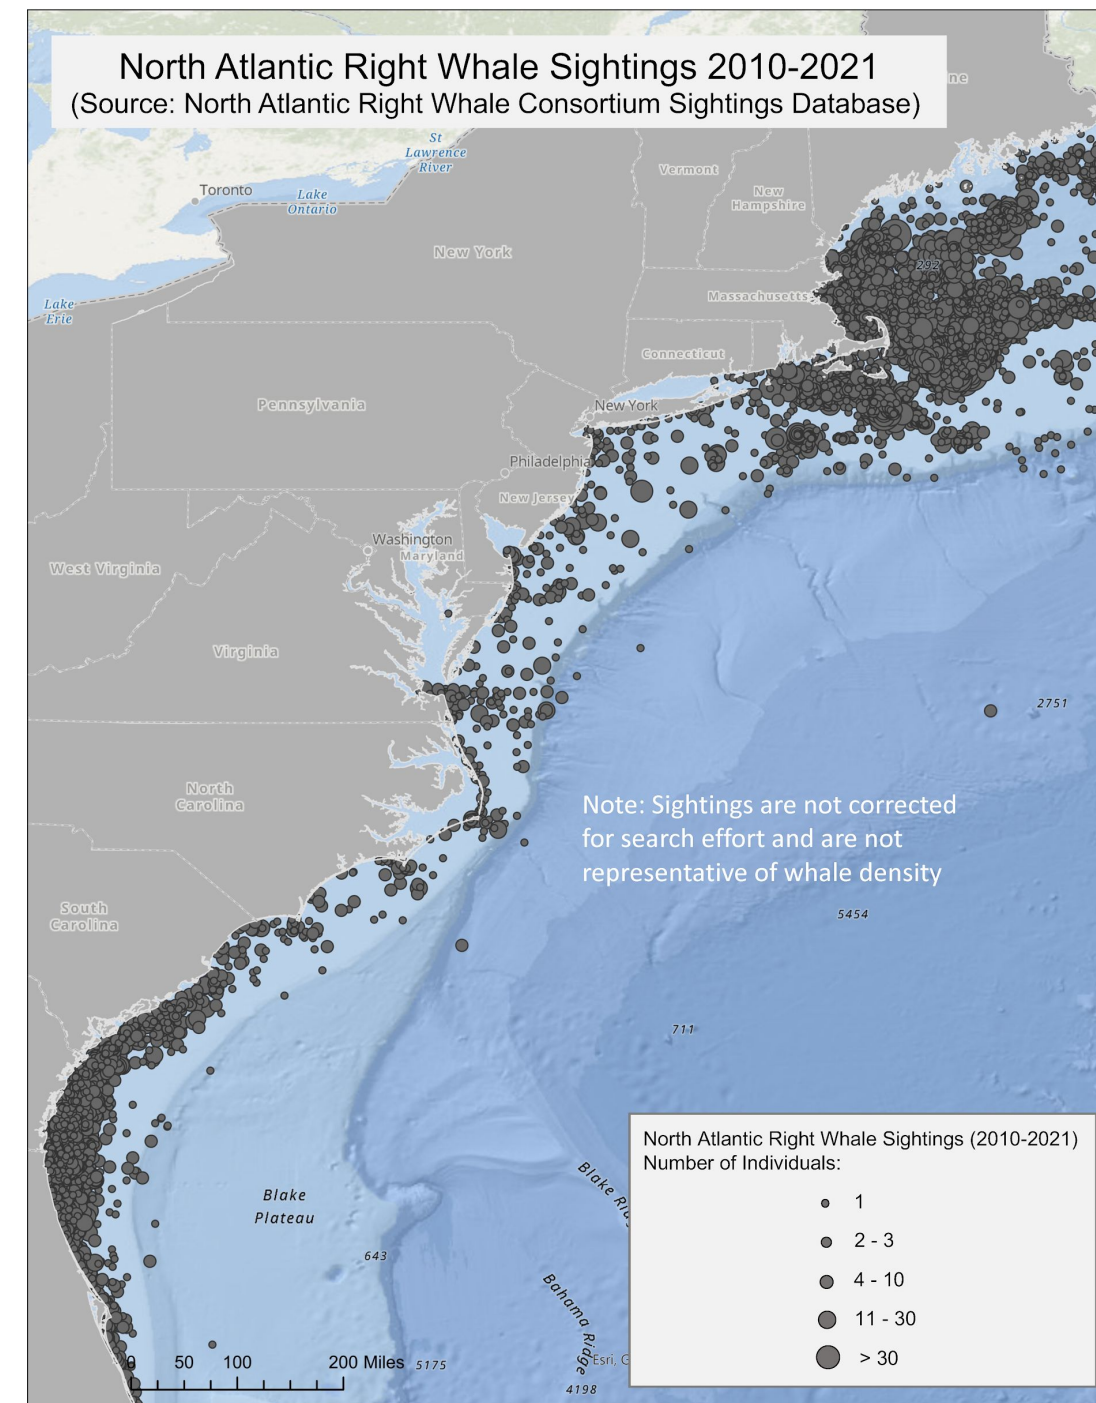 North Atlantic Right Whale Sightings 2010-2021
(Source: North Atlantic Right Whale Consortium Sightings Database)
ne
St
Lawrence
River
Vermont
Toronto
Lake
Ontario
New
Hampshire
New York
292
Massachusetts
Lake
Erie
Connecticut
Pennsylvania
New York
Philadelphia
New Jersey
Washington
Maryland
West Virginia
Virginia
2751
North
Carolina
Note: Sightings are not corrected
for search effort and are not
representative of whale density
South
Carolina
5454
711
North Atlantic Right Whale Sightings (2010-2021)
Number of Individuals:
1
2 - 3
4 - 10
11 - 30
> 30
Blake
Plateau
643
Bahama Ridge
0 50 100 200 Miles
5175
Esri, G
4198